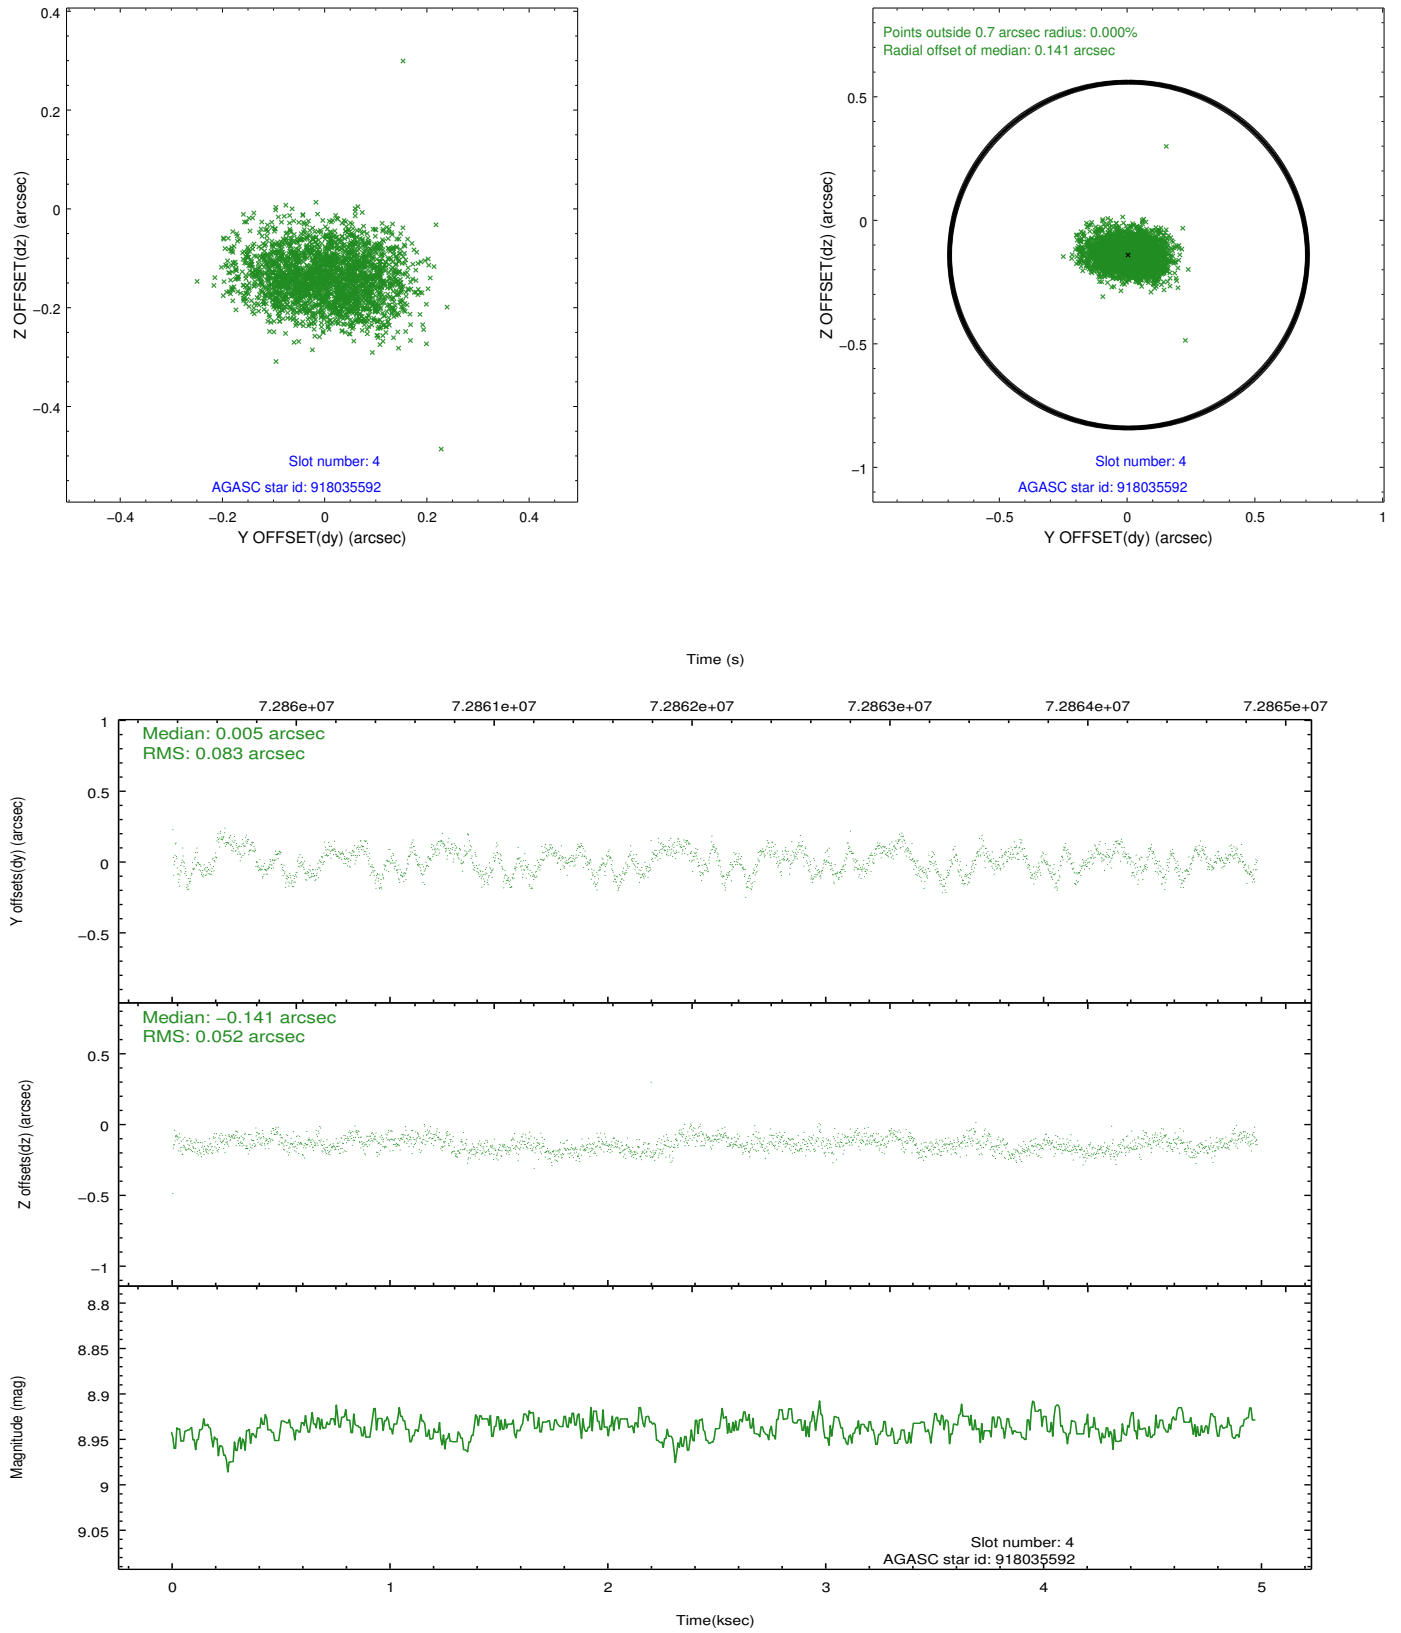 0.4
0.2
0
−0.2
−0.4
Z OFFSET(dz) (arcsec)
Slot number: 4
AGASC star id: 918035592
−0.4 −0.2 0 0.2 0.4
Y OFFSET(dy) (arcsec)
Points outside 0.7 arcsec radius: 0.000%
Radial offset of median: 0.141 arcsec
0.5
0
−0.5
−1
Z OFFSET(dz) (arcsec)
Slot number: 4
AGASC star id: 918035592
−0.5 0 0.5 1
Y OFFSET(dy) (arcsec)
Time (s)
7.286e+07 7.2861e+07 7.2862e+07 7.2863e+07 7.2864e+07 7.2865e+07
Median: 0.005 arcsec
RMS: 0.083 arcsec
1
0.5
0
−0.5
Y offsets(dy) (arcsec)
Median: −0.141 arcsec
RMS: 0.052 arcsec
0.5
0
−0.5
−1
Z offsets(dz) (arcsec)
8.8
8.85
8.9
8.95
9
9.05
Magnitude (mag)
Slot number: 4
AGASC star id: 918035592
0 1 2 3 4 5
Time(ksec)